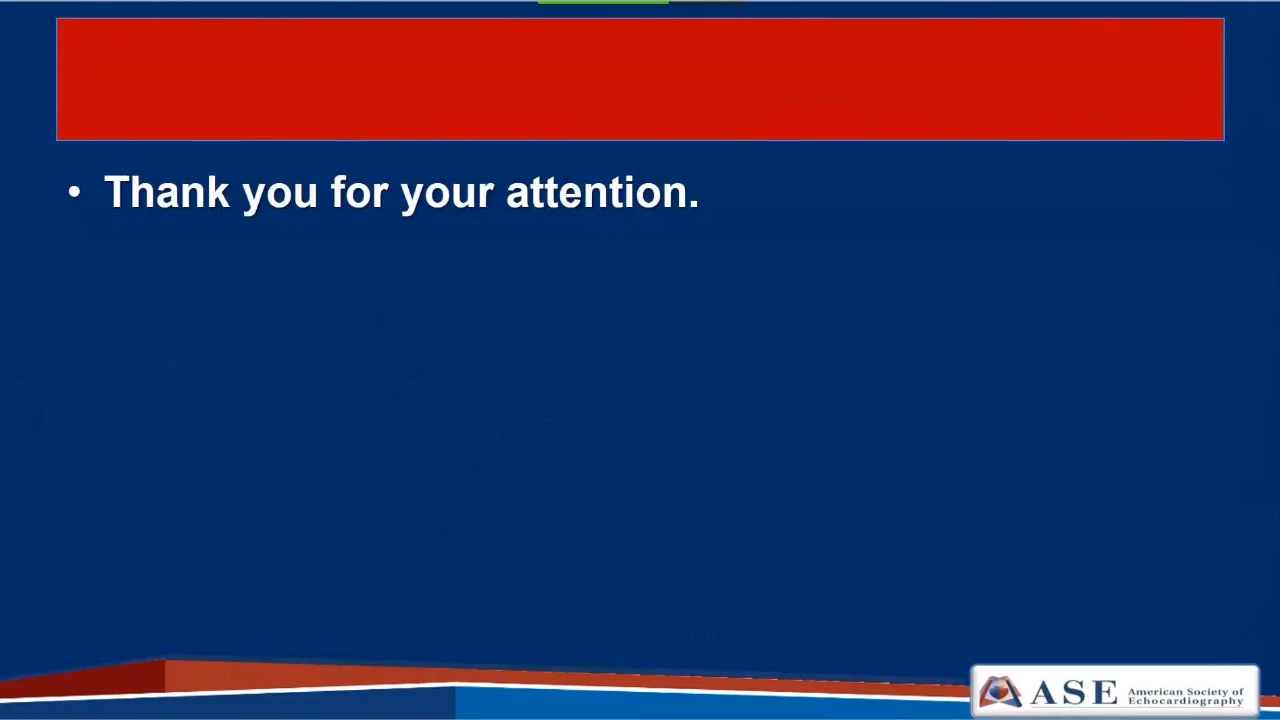 • Thank you for your attention.
ASE American Society of
Echocardiography